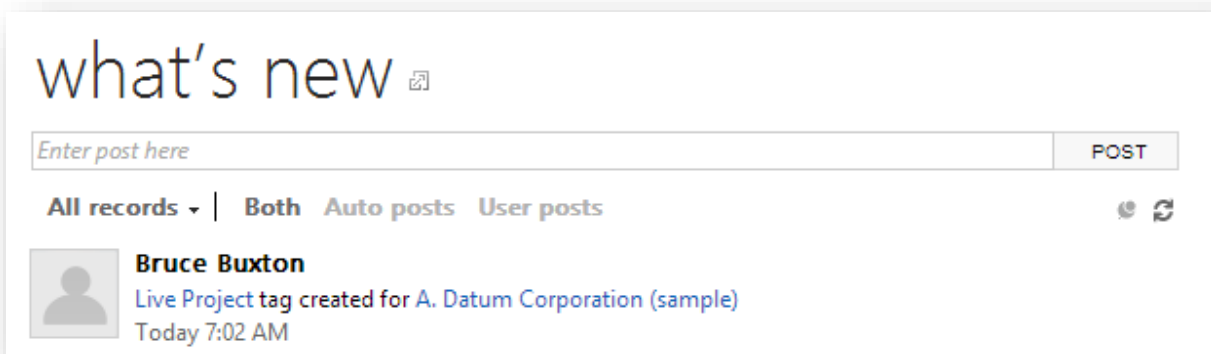 what's new
Enter post here POST
All records Both Auto posts User posts
Bruce Buxton
Live Project tag created for A. Datum Corporation (sample)
Today 7:02 AM